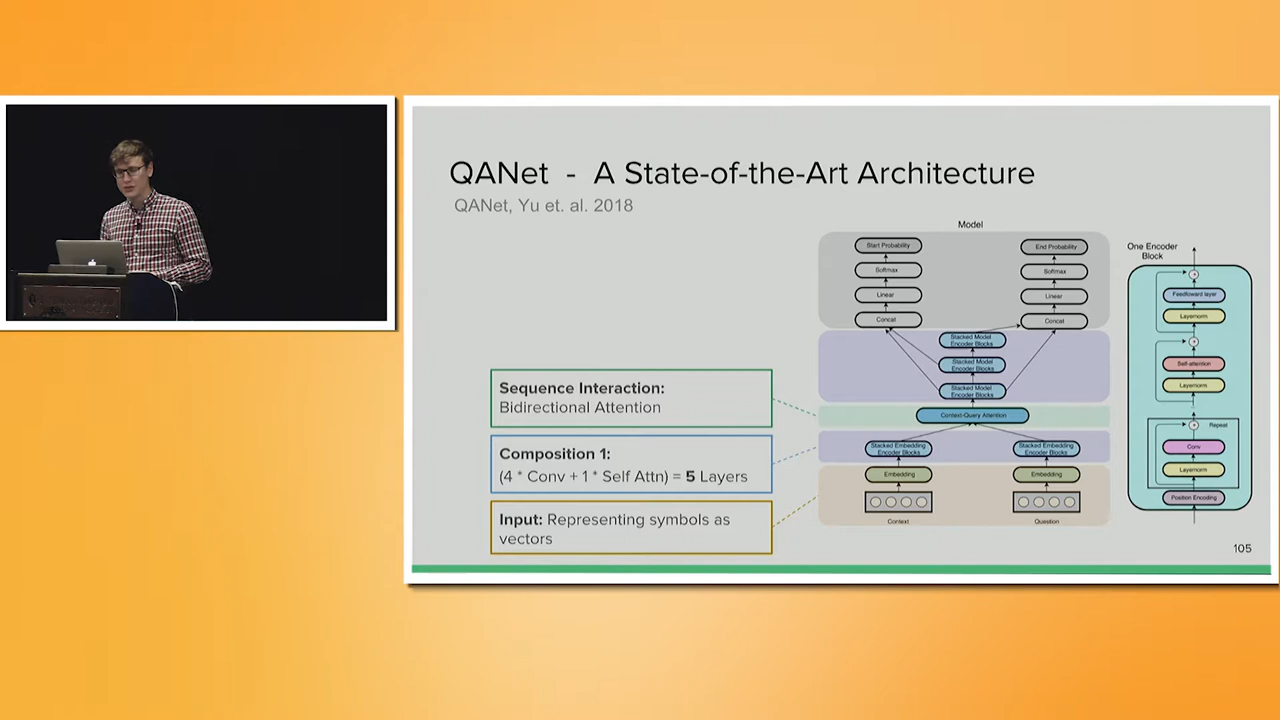 QANet - A State-of-the-Art Architecture
QANet, Yu et. al. 2018
Sequence Interaction:
Bidirectional Attention
Composition 1:
(4 * Conv + 1 * Self Attn) = 5 Layers
Input: Representing symbols as
vectors
Model
Start Probability
End Probability
Softmax
Softmax
Linear
Linear
Concat
Concat
Stacked Model
Encoder Blocks
Stacked Model
Encoder Blocks
Stacked Model
Encoder Blocks
Context-Query Attention
Stacked Embedding
Encoder Blocks
Stacked Embedding
Encoder Blocks
Embedding
Embedding
Context
Question
One Encoder
Block
Feedfoward layer
Layernorm
Self-attention
Layernorm
Repeat
Conv
Layernorm
Position Encoding
105